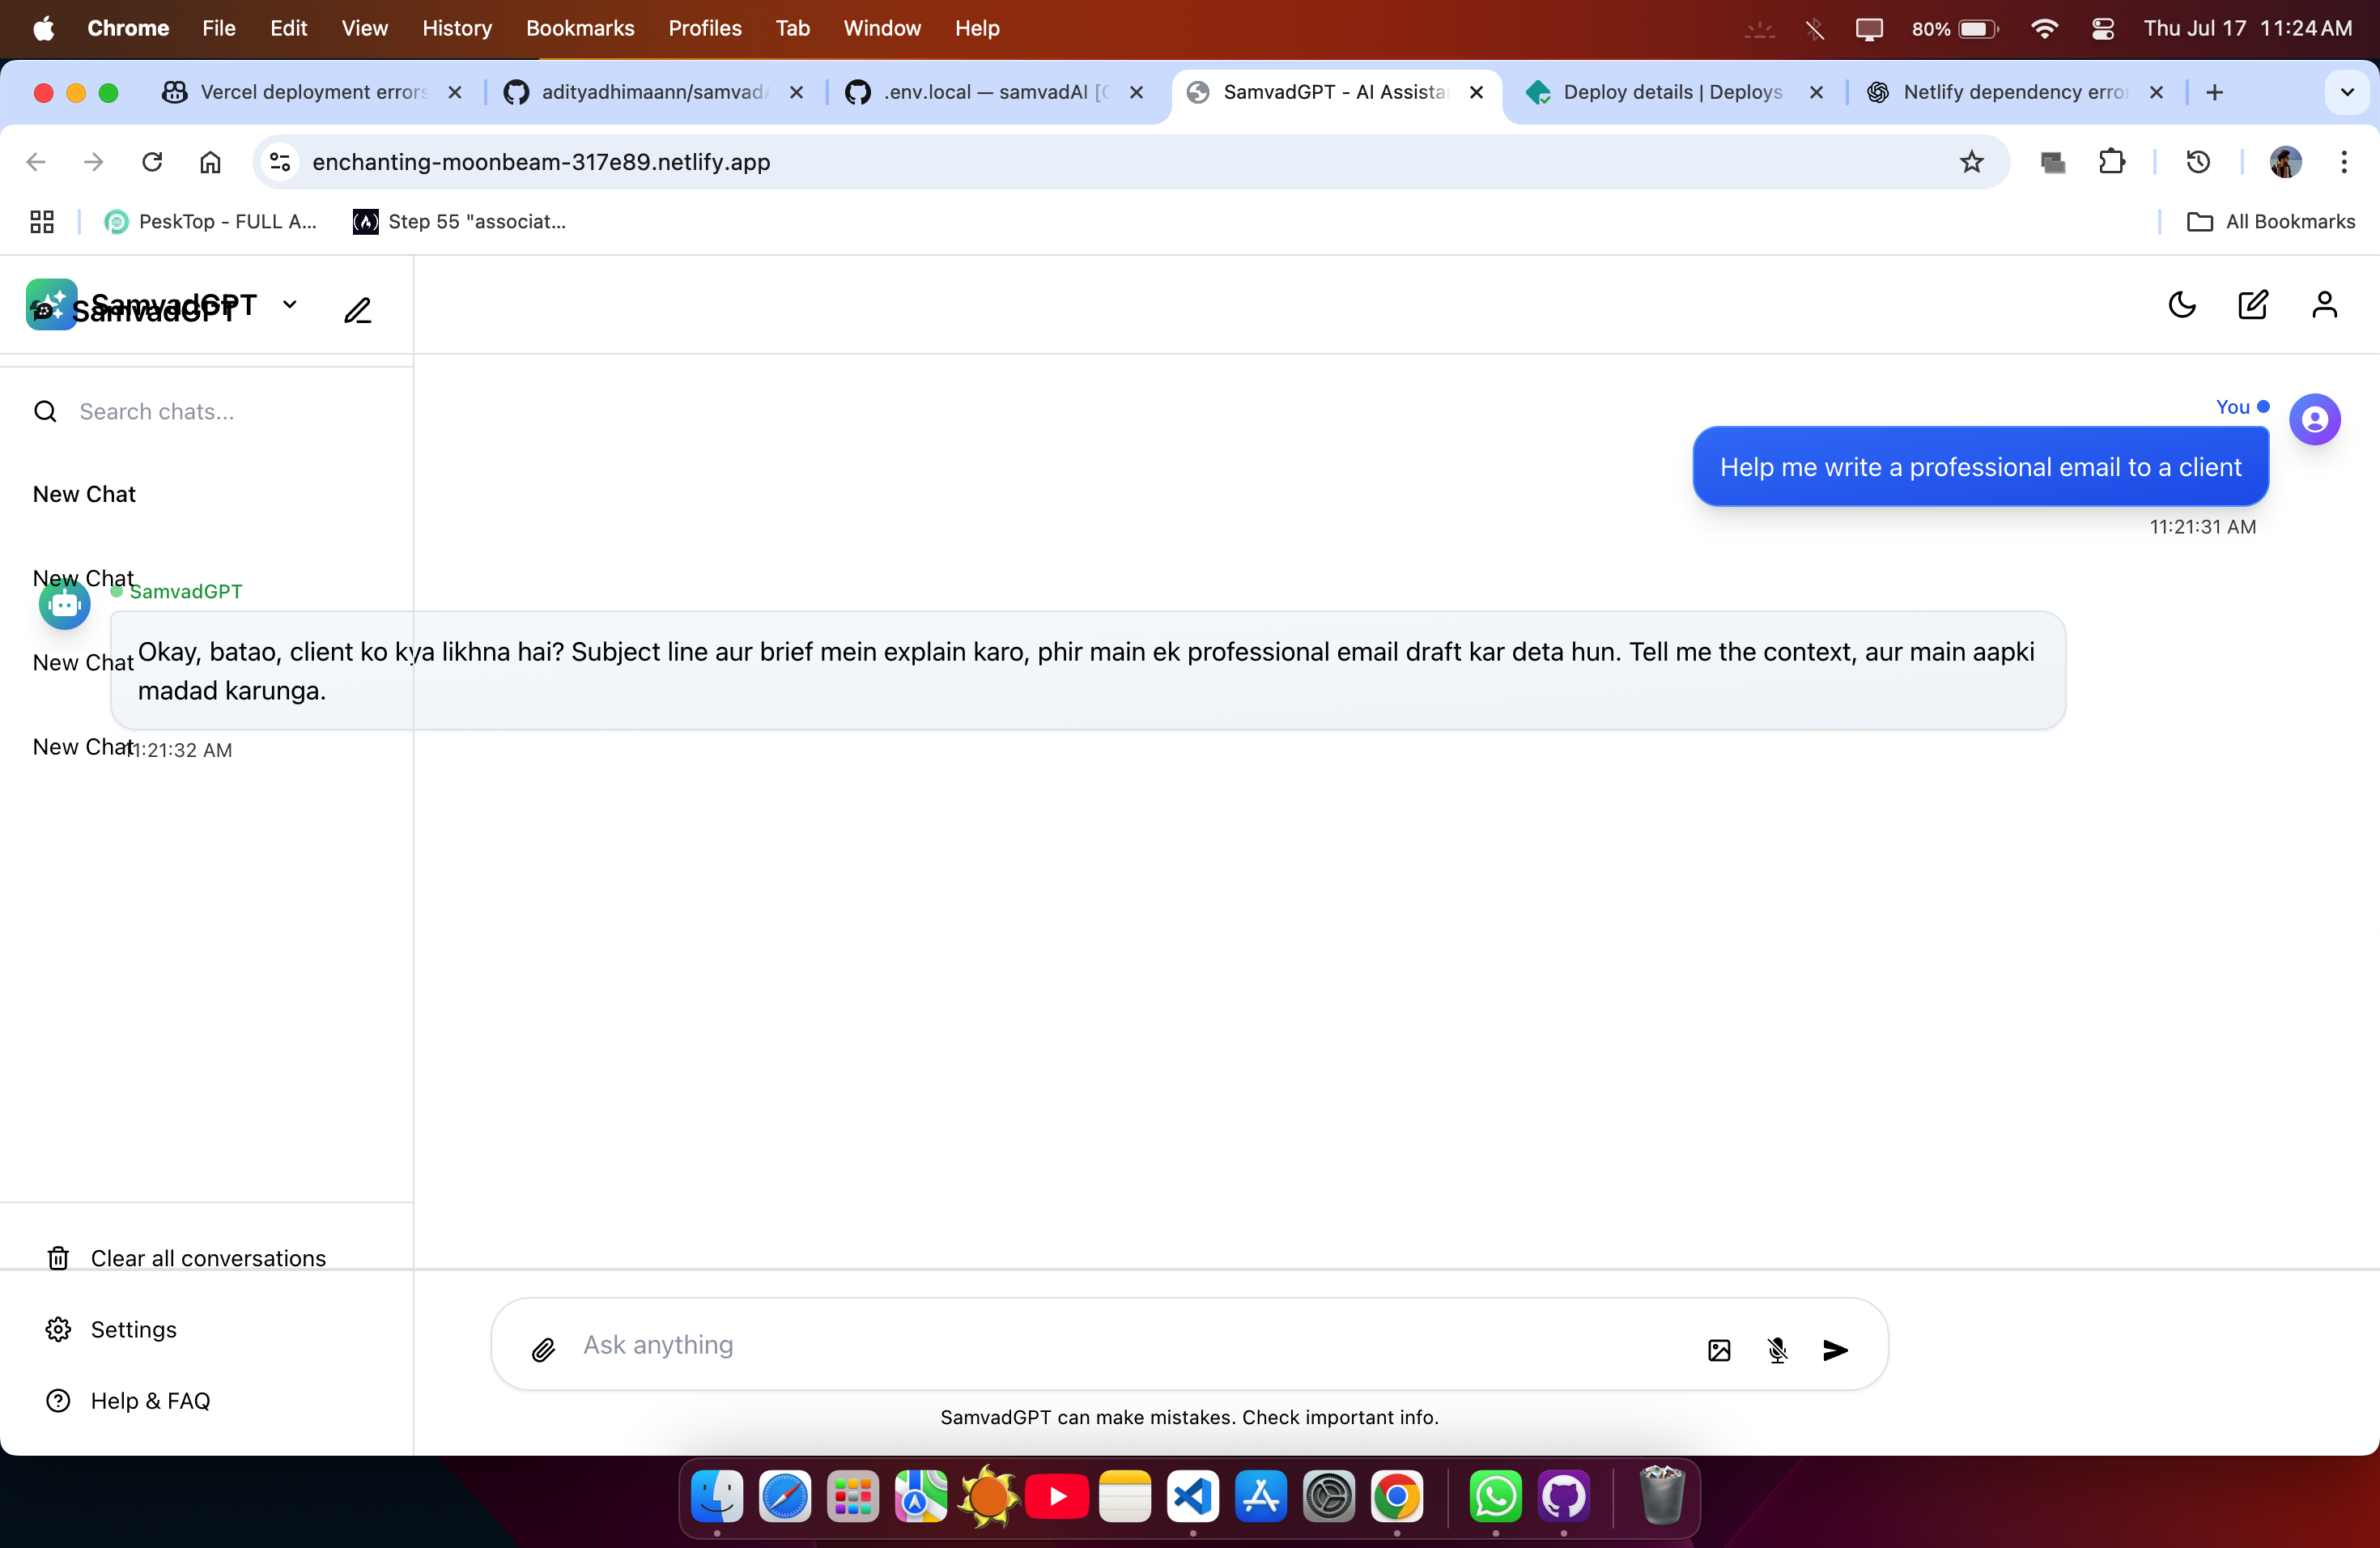 Chrome File Edit View History Bookmarks Profiles Tab Window Help 80% Thu Jul 17 11:24 AM
Vercel deployment errors adityadhimaann/samvadA .env.local — samvadAI [ SamvadGPT - AI Assista Deploy details | Deploys Netlify dependency erro
enchanting-moonbeam-317e89.netlify.app
PeskTop - FULL A... Step 55 "associat... All Bookmarks
SamvadGPT
SamvadGPT
Search chats...
You
Help me write a professional email to a client
11:21:31 AM
New Chat
New Chat
SamvadGPT
Okay, batao, client ko kya likhna hai? Subject line aur brief mein explain karo, phir main ek professional email draft kar deta hun. Tell me the context, aur main aapki
madad karunga.
New Chat
New Chat
11:21:32 AM
Clear all conversations
Settings
Help & FAQ
Ask anything
SamvadGPT can make mistakes. Check important info.